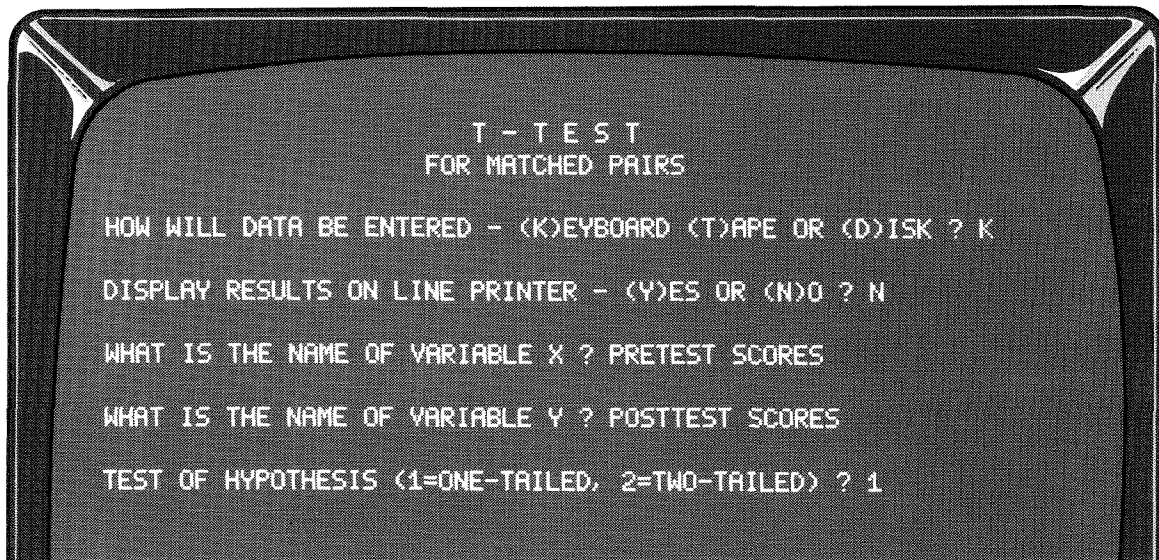 T - T E S T
FOR MATCHED PAIRS
HOW WILL DATA BE ENTERED - (K)EYBOARD (T)APE OR (D)ISK ? K
DISPLAY RESULTS ON LINE PRINTER - (Y)ES OR (N)O ? N
WHAT IS THE NAME OF VARIABLE X ? PRETEST SCORES
WHAT IS THE NAME OF VARIABLE Y ? POSTTEST SCORES
TEST OF HYPOTHESIS (1=ONE-TAILED, 2=TWO-TAILED) ? 1